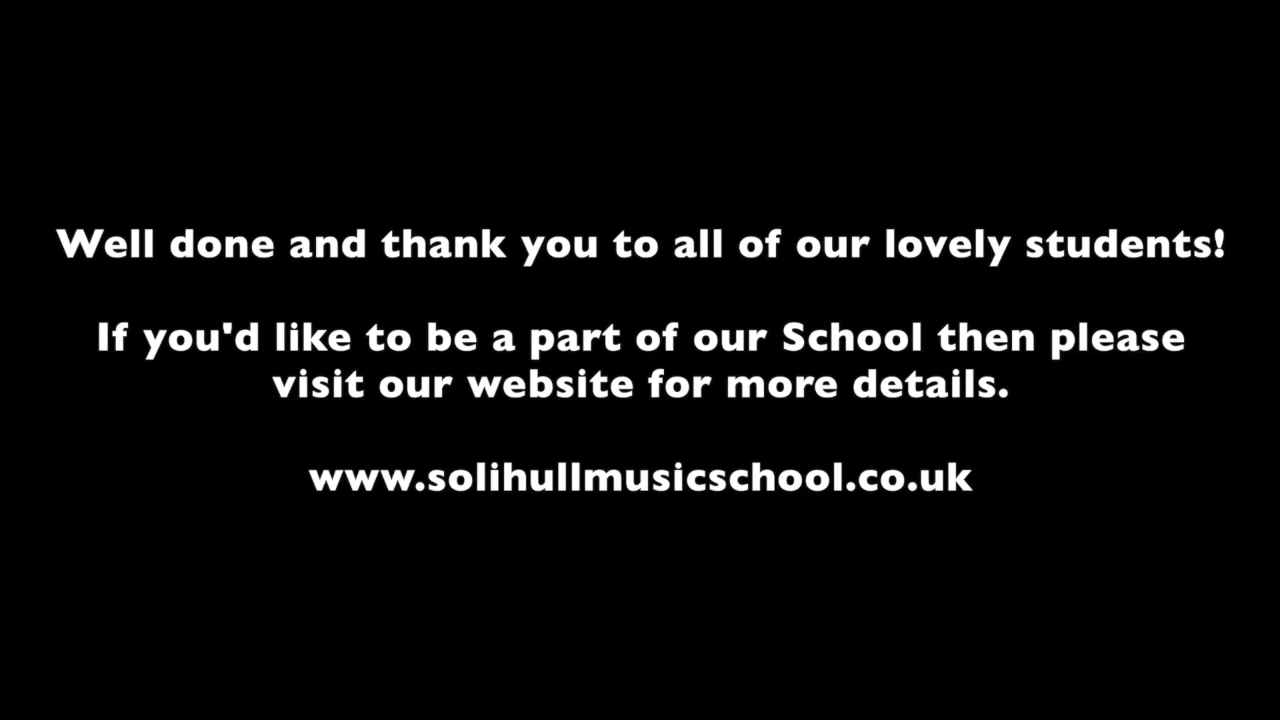 Well done and thank you to all of our lovely students!
If you'd like to be a part of our School then please
visit our website for more details.
www.solihullmusicschool.co.uk